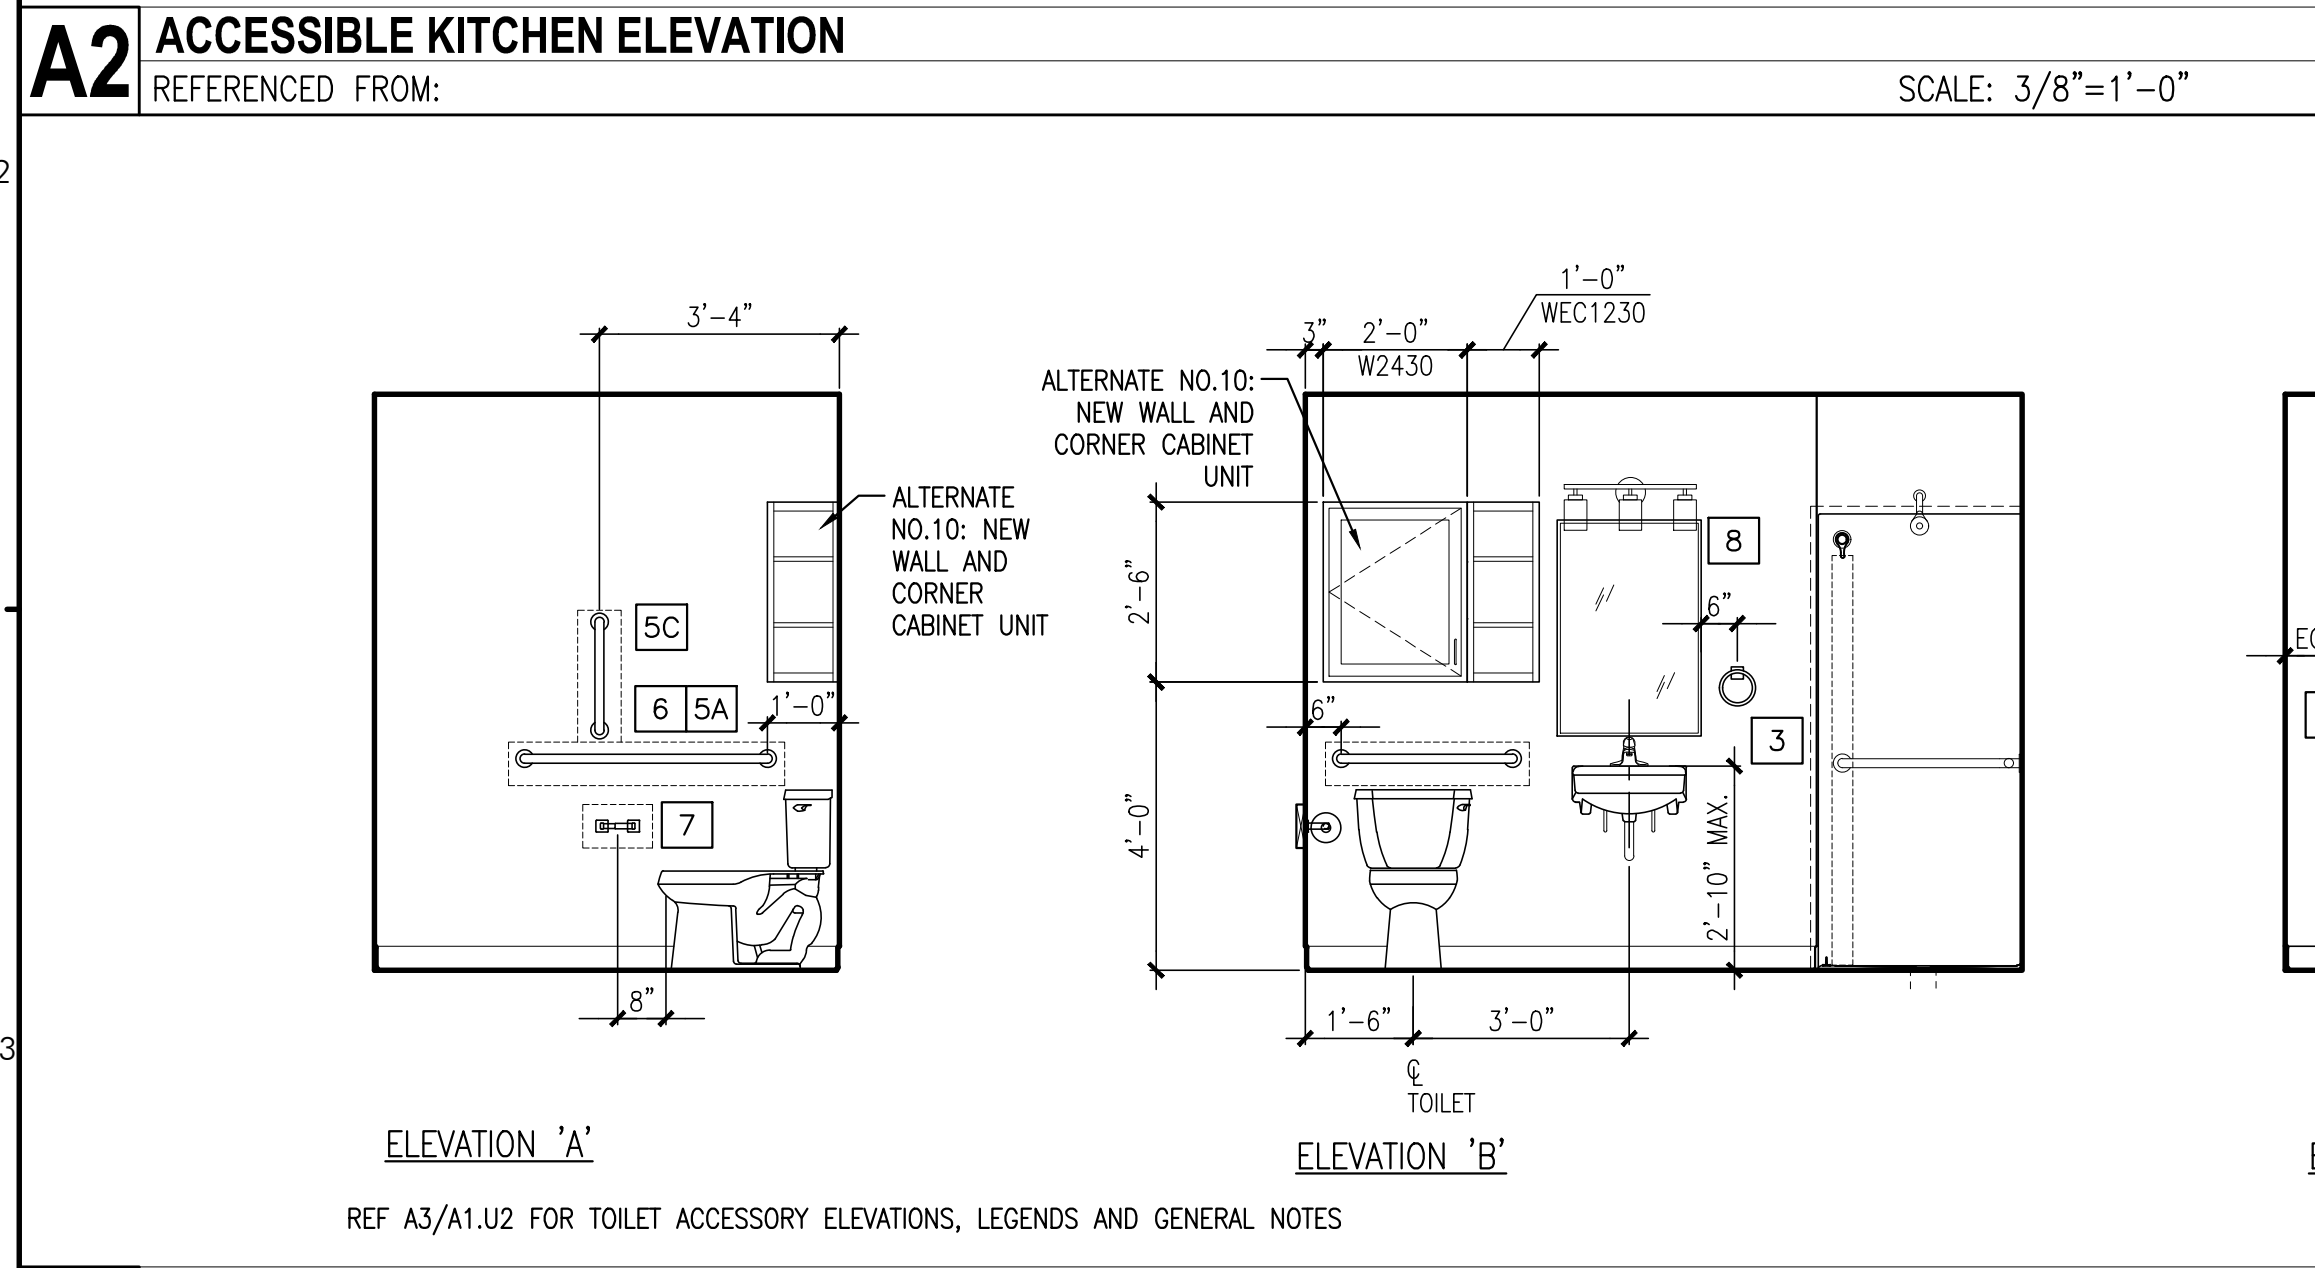 A2
ACCESSIBLE KITCHEN ELEVATION
REFERENCED FROM:
SCALE: 3/8"=1'-0"
2
3'-4"
ALTERNATE
NO.10: NEW
WALL AND
CORNER
CABINET UNIT
5C
6 5A
1'-0"
7
8"
ELEVATION 'A'
1'-0"
WEC1230
3"
2'-0"
W2430
ALTERNATE NO.10:
NEW WALL AND
CORNER CABINET
UNIT
2'-6"
8
6"
6"
3
4'-0"
2'-10" MAX.
1'-6"
3'-0"
℄
TOILET
ELEVATION 'B'
3
REF A3/A1.U2 FOR TOILET ACCESSORY ELEVATIONS, LEGENDS AND GENERAL NOTES